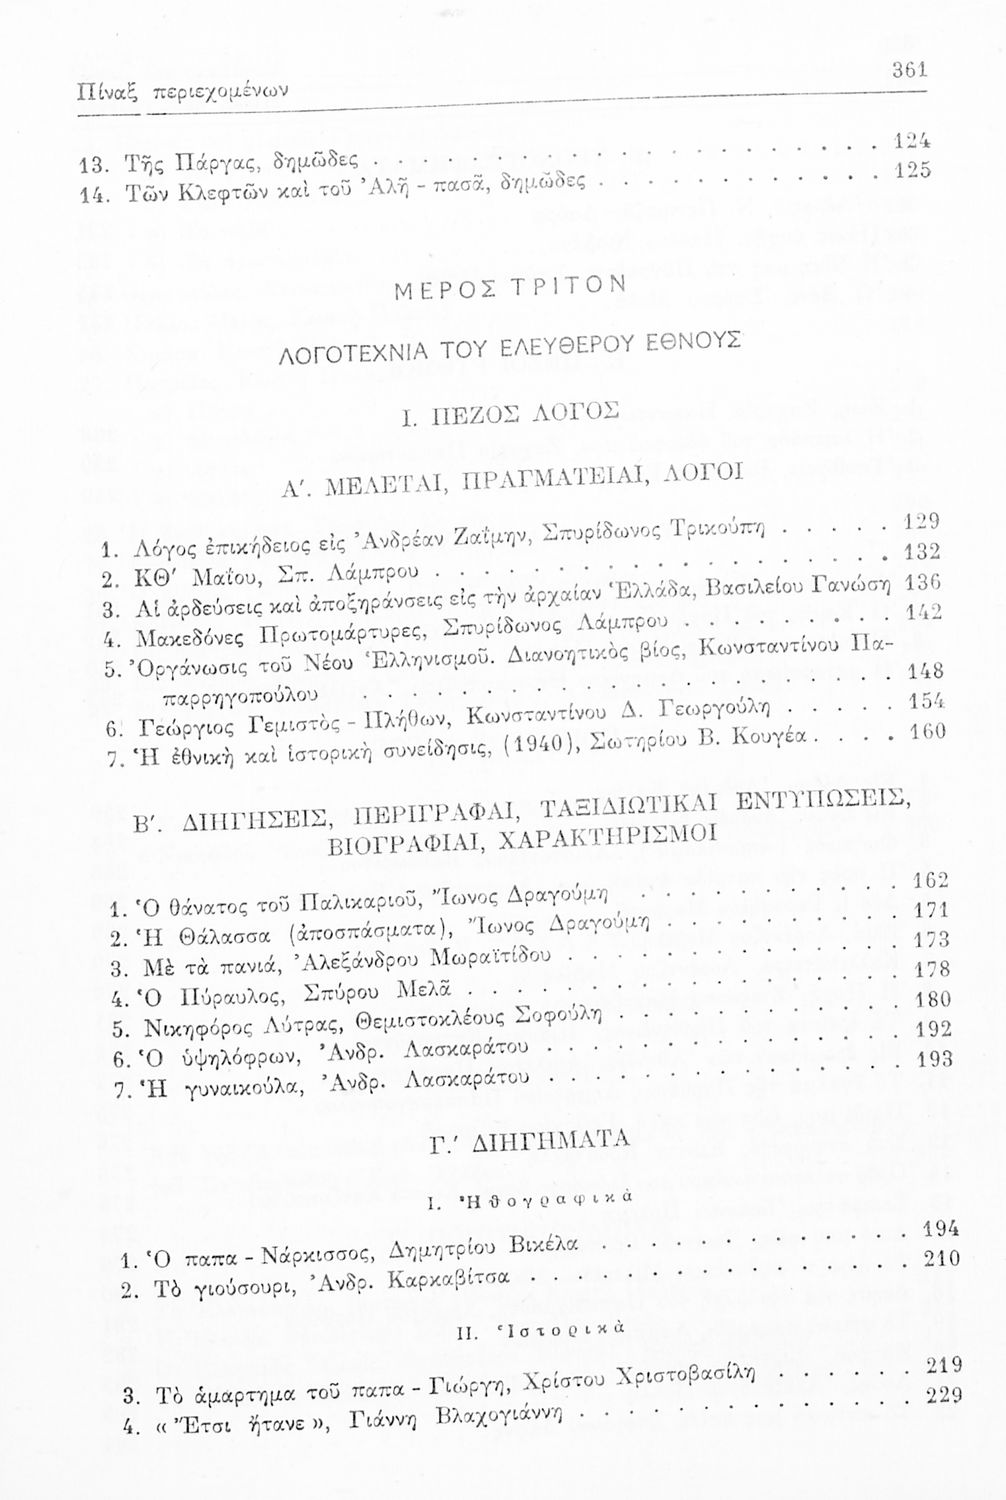 Πίναξ περιεχομένων 361
13. Τῆς Πάργας, δημῶδες . . . . . . . . . . . . . . . . . . . . 124
14. Τῶν Κλεφτῶν καὶ τοῦ Ἀλῆ - πασᾶ, δημῶδες . . . . . . . . . . . 125
ΜΕΡΟΣ ΤΡΙΤΟΝ
ΛΟΓΟΤΕΧΝΙΑ ΤΟΥ ΕΛΕΥΘΕΡΟΥ ΕΘΝΟΥΣ
I. ΠΕΖΟΣ ΛΟΓΟΣ
Α΄. ΜΕΛΕΤΑΙ, ΠΡΑΓΜΑΤΕΙΑΙ, ΛΟΓΟΙ
1. Λόγος ἐπικήδειος εἰς Ἀνδρέαν Ζαΐμην, Σπυρίδωνος Τρικούπη . . . . . 129
2. ΚΘ΄ Μαΐου, Σπ. Λάμπρου . . . . . . . . . . . . . . . . . . . 132
3. Αἱ ἀρδεύσεις καὶ ἀποξηράνσεις εἰς τὴν ἀρχαίαν Ἑλλάδα, Βασιλείου Γανώση 136
4. Μακεδόνες Πρωτομάρτυρες, Σπυρίδωνος Λάμπρου . . . . . . . . . 142
5. Ὀργάνωσις τοῦ Νέου Ἑλληνισμοῦ. Διανοητικὸς βίος, Κωνσταντίνου Πα-
παρρηγοπούλου . . . . . . . . . . . . . . . . . . . . . . 148
6. Γεώργιος Γεμιστὸς - Πλήθων, Κωνσταντίνου Δ. Γεωργούλη . . . . . 154
7. Ἡ ἐθνικὴ καὶ ἱστορικὴ συνείδησις, (1940), Σωτηρίου Β. Κουγέα . . . . 160
Β΄. ΔΙΗΓΗΣΕΙΣ, ΠΕΡΙΓΡΑΦΑΙ, ΤΑΞΙΔΙΩΤΙΚΑΙ ΕΝΤΥΠΩΣΕΙΣ,
ΒΙΟΓΡΑΦΙΑΙ, ΧΑΡΑΚΤΗΡΙΣΜΟΙ
1. Ὁ θάνατος τοῦ Παλικαριοῦ, Ἴωνος Δραγούμη . . . . . . . . . . . 162
2. Ἡ Θάλασσα (ἀποσπάσματα), Ἴωνος Δραγούμη . . . . . . . . . . 171
3. Μὲ τὰ πανιά, Ἀλεξάνδρου Μωραϊτίδου . . . . . . . . . . . . . . 173
4. Ὁ Πύραυλος, Σπύρου Μελᾶ . . . . . . . . . . . . . . . . . . 178
5. Νικηφόρος Λύτρας, Θεμιστοκλέους Σοφούλη . . . . . . . . . . . . 180
6. Ὁ ὑψηλόφρων, Ἀνδρ. Λασκαράτου . . . . . . . . . . . . . . . 192
7. Ἡ γυναικούλα, Ἀνδρ. Λασκαράτου . . . . . . . . . . . . . . . 193
Γ.΄ ΔΙΗΓΗΜΑΤΑ
I. Ἠθογραφικὰ
1. Ὁ παπα - Νάρκισσος, Δημητρίου Βικέλα . . . . . . . . . . . . . 194
2. Τὸ γιούσουρι, Ἀνδρ. Καρκαβίτσα . . . . . . . . . . . . . . . . 210
II. Ἱστορικὰ
3. Τὸ ἁμαρτημα τοῦ παπα - Γιώργη, Χρίστου Χριστοβασίλη . . . . . . 219
4. « Ἔτσι ἤτανε », Γιάννη Βλαχογιάννη . . . . . . . . . . . . . . 229